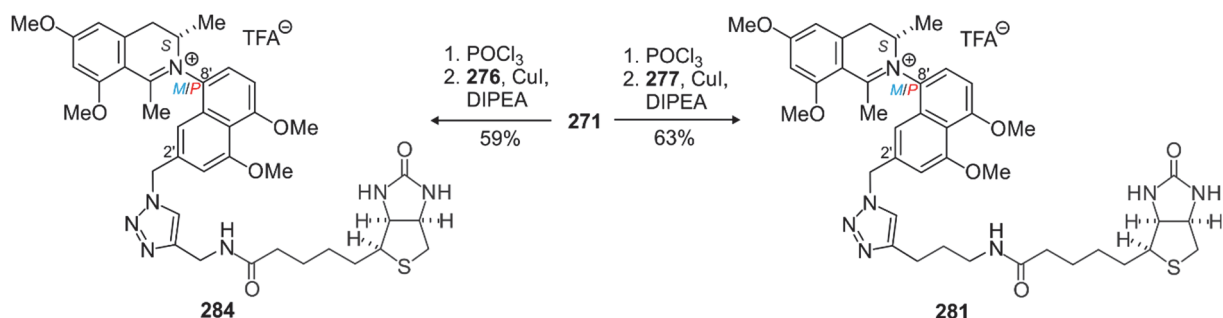 MeO
Me
S
TFA⊖
N⊕
8'
M/P
Me
MeO
OMe
2'
OMe
N
N
N
H
N
O
O
HN
NH
H
H
H
S
284
1. POCl3
2. 276, CuI,
DIPEA
59%
271
1. POCl3
2. 277, CuI,
DIPEA
63%
MeO
Me
S
TFA⊖
N⊕
8'
M/P
Me
MeO
OMe
2'
OMe
N
N
N
H
N
O
O
HN
NH
H
H
H
S
281